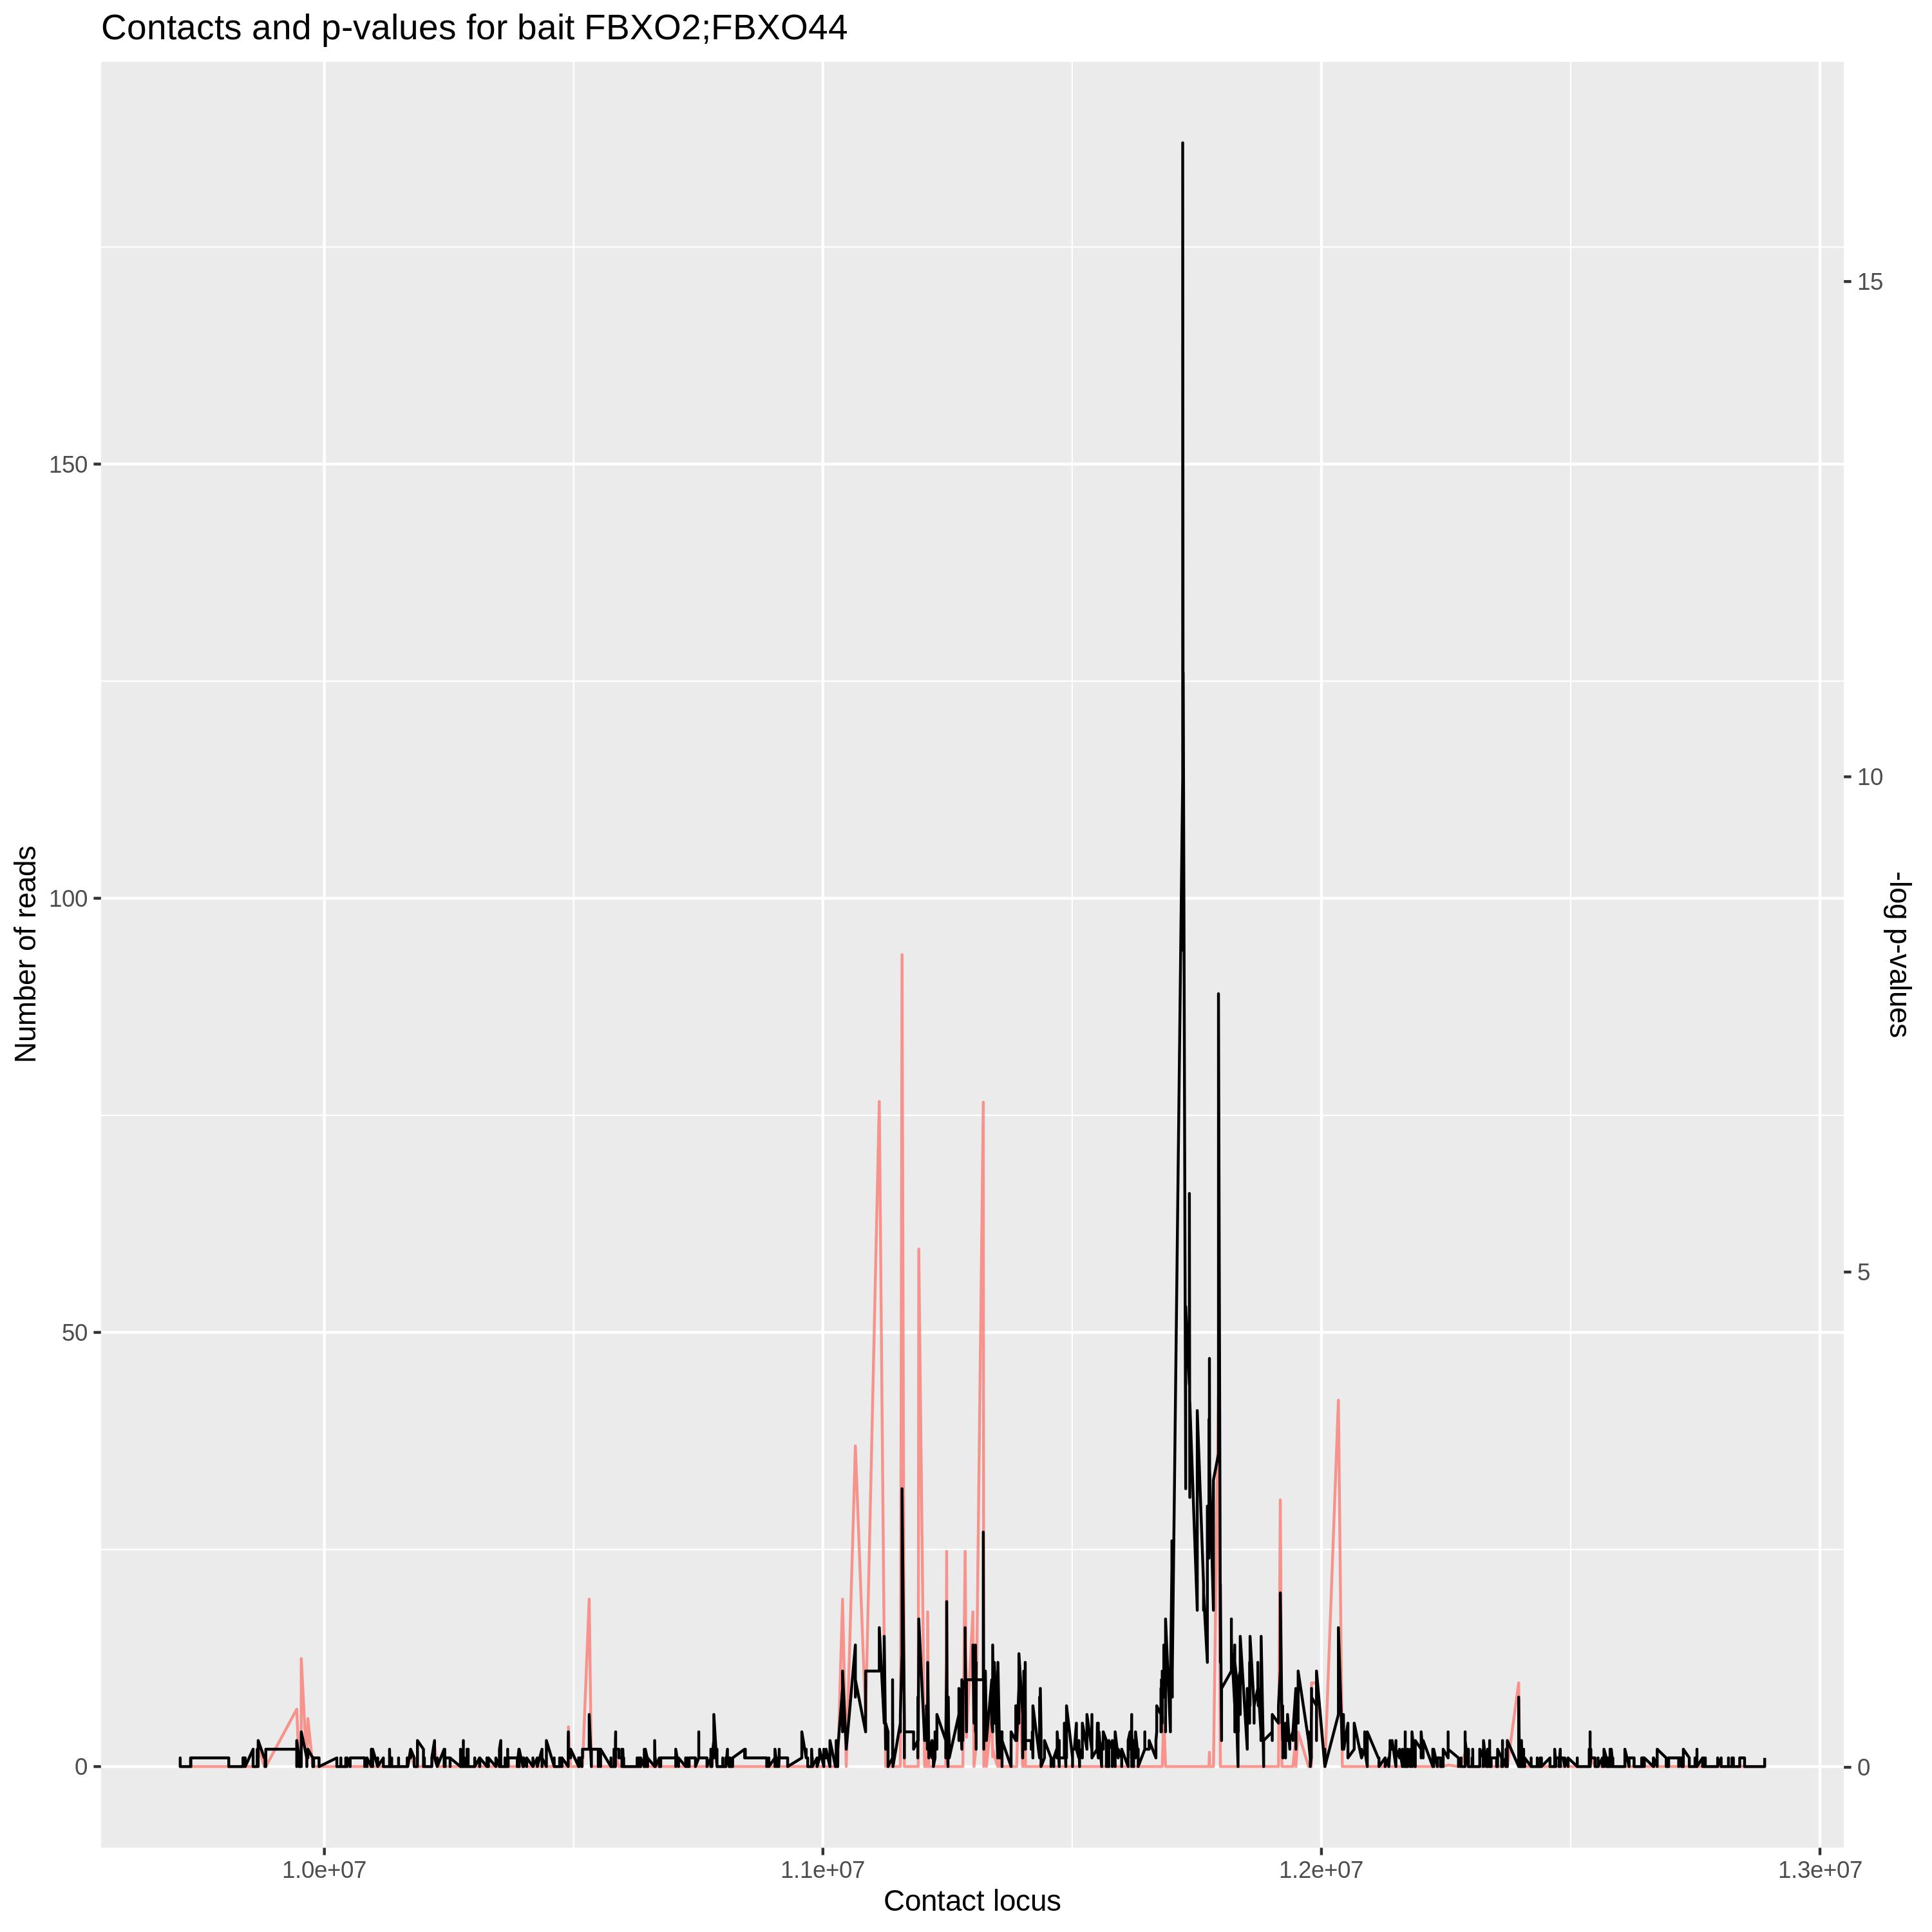 Contacts and p-values for bait FBXO2;FBXO44
Number of reads
150
100
50
0
15
10
5
0
-log p-values
1.0e+07
1.1e+07
1.2e+07
1.3e+07
Contact locus